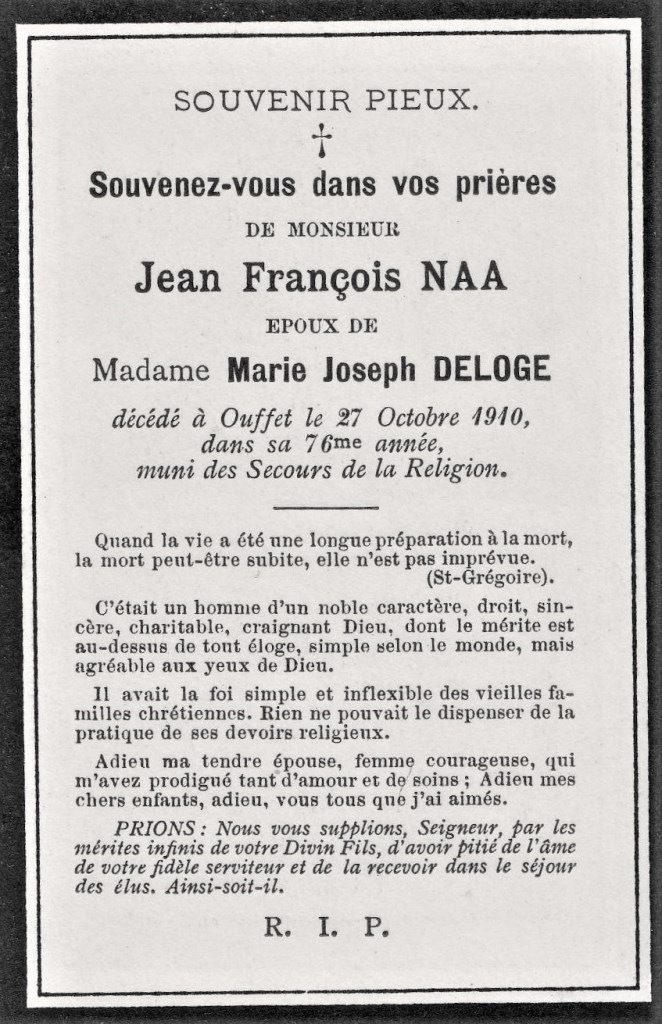 SOUVENIR PIEUX.
Souvenez-vous dans vos prières
DE MONSIEUR
Jean François NAA
EPOUX DE
Madame Marie Joseph DELOGE
décédé à Ouffet le 27 Octobre 1910,
dans sa 76me année,
muni des Secours de la Religion.
Quand la vie a été une longue préparation à la mort,
la mort peut-être subite, elle n'est pas imprévue.
(St-Grégoire).
C'était un homme d'un noble caractère, droit, sin-
cère, charitable, craignant Dieu, dont le mérite est
au-dessus de tout éloge, simple selon le monde, mais
agréable aux yeux de Dieu.
Il avait la foi simple et inflexible des vieilles fa-
milles chrétiennes. Rien ne pouvait le dispenser de la
pratique de ses devoirs religieux.
Adieu ma tendre épouse, femme courageuse, qui
m'avez prodigué tant d'amour et de soins ; Adieu mes
chers enfants, adieu, vous tous que j'ai aimés.
PRIONS : Nous vous supplions, Seigneur, par les
mérites infinis de votre Divin Fils, d'avoir pitié de l'âme
de votre fidèle serviteur et de la recevoir dans le séjour
des élus. Ainsi-soit-il.
R. I. P.